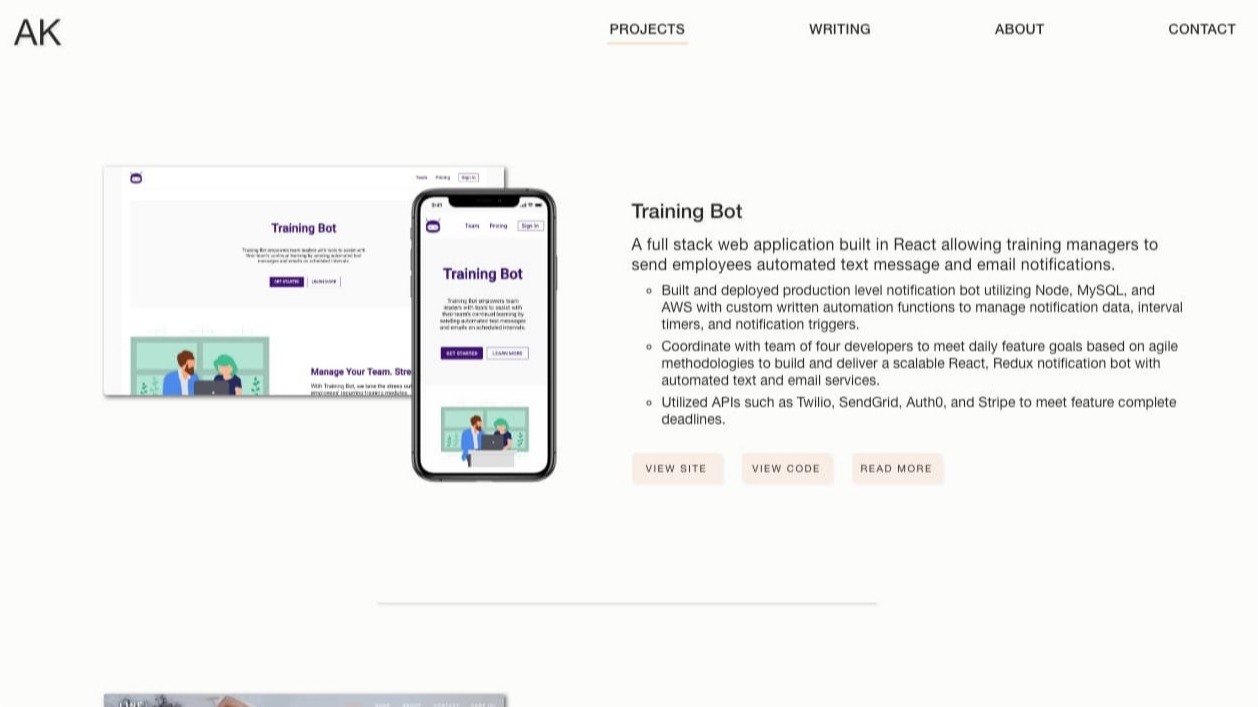 AK
PROJECTS
WRITING
ABOUT
CONTACT
Team Pricing Sign In
Training Bot
Training Bot empowers team leaders with tools to assist with
their team's continual learning by sending automated text
messages and emails on scheduled intervals.
GET STARTED LEARN MORE
Manage Your Team. Stre
With Training Bot, we take the stress out
9:41
Team Pricing Sign In
Training Bot
Training Bot empowers team
leaders with tools to assist with
their team's continual learning by
sending automated text messages
and emails on scheduled intervals.
GET STARTED LEARN MORE
Training Bot
A full stack web application built in React allowing training managers to
send employees automated text message and email notifications.
Built and deployed production level notification bot utilizing Node, MySQL, and
AWS with custom written automation functions to manage notification data, interval
timers, and notification triggers.
Coordinate with team of four developers to meet daily feature goals based on agile
methodologies to build and deliver a scalable React, Redux notification bot with
automated text and email services.
Utilized APIs such as Twilio, SendGrid, Auth0, and Stripe to meet feature complete
deadlines.
VIEW SITE
VIEW CODE
READ MORE